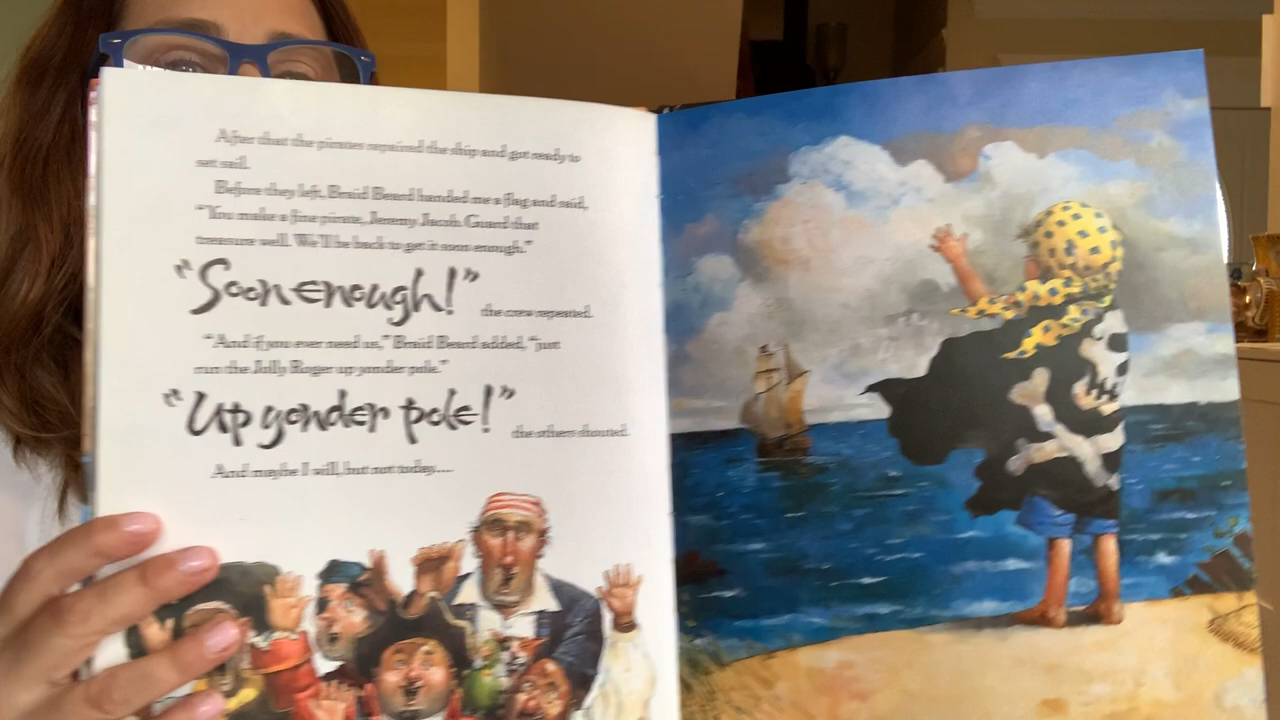 After that the pirates repaired the ship and got ready to
set sail.
Before they left, Braid Beard handed me a flag and said,
"You make a fine pirate, Jeremy Jacob. Guard that
treasure well. We'll be back to get it soon enough."
"Soon enough!" the crew repeated.
"And if you ever need us," Braid Beard added, "just
run the Jolly Roger up yonder pole."
"Up yonder pole!" the others shouted.
And maybe I will, but not today....